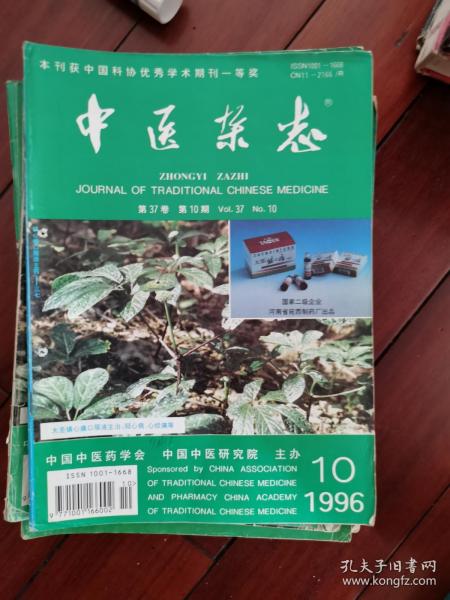 本刊获中国科协优秀学术期刊一等奖
ISSN1001-1668
CN11-2166/R
中医杂志®
ZHONGYI ZAZHI
JOURNAL OF TRADITIONAL CHINESE MEDICINE
第37卷 第10期 Vol.37 No.10
国家二级企业
河南省宛西制药厂出品
中国中医药学会 中国中医研究院 主办
ISSN 1001-1668
Sponsored by CHINA ASSOCIATION
OF TRADITIONAL CHINESE MEDICINE
AND PHARMACY CHINA ACADEMY
OF TRADITIONAL CHINESE MEDICINE
10
1996
9 771001 166002
10>
孔夫子旧书网
www.kongfz.com